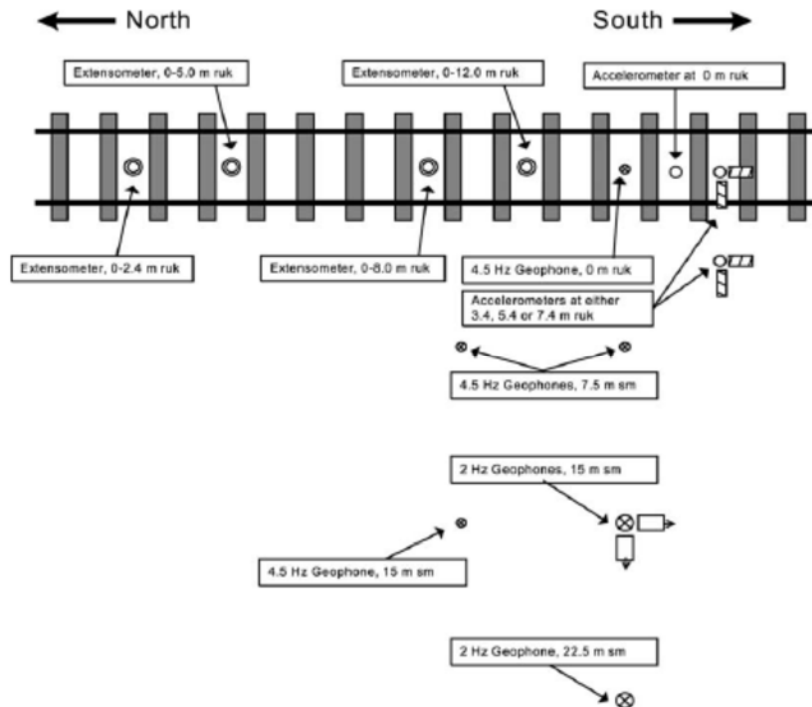 North South
Extensometer, 0-5.0 m ruk
Extensometer, 0-12.0 m ruk
Accelerometer at 0 m ruk
Extensometer, 0-2.4 m ruk
Extensometer, 0-8.0 m ruk
4.5 Hz Geophone, 0 m ruk
Accelerometers at either
3.4, 5.4 or 7.4 m ruk
4.5 Hz Geophones, 7.5 m sm
2 Hz Geophones, 15 m sm
4.5 Hz Geophone, 15 m sm
2 Hz Geophone, 22.5 m sm